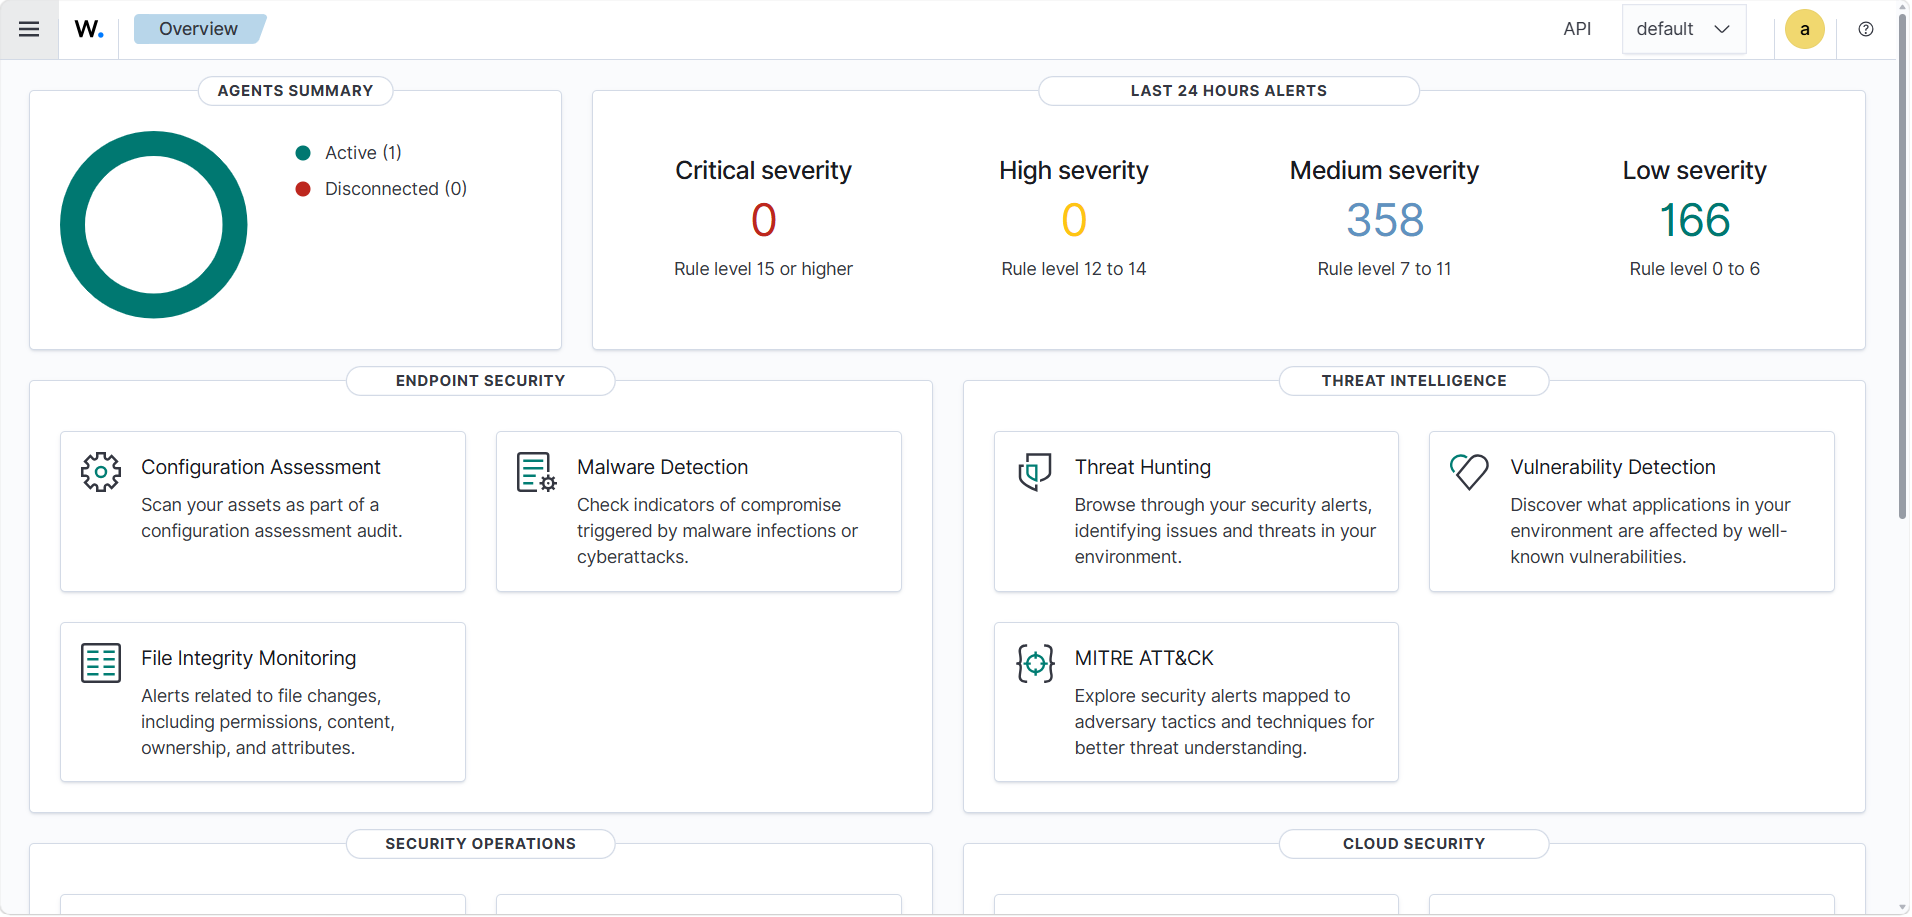 W.
Overview
API
default
a
AGENTS SUMMARY
Active (1)
Disconnected (0)
LAST 24 HOURS ALERTS
Critical severity
0
Rule level 15 or higher
High severity
0
Rule level 12 to 14
Medium severity
358
Rule level 7 to 11
Low severity
166
Rule level 0 to 6
ENDPOINT SECURITY
Configuration Assessment
Scan your assets as part of a
configuration assessment audit.
Malware Detection
Check indicators of compromise
triggered by malware infections or
cyberattacks.
File Integrity Monitoring
Alerts related to file changes,
including permissions, content,
ownership, and attributes.
THREAT INTELLIGENCE
Threat Hunting
Browse through your security alerts,
identifying issues and threats in your
environment.
Vulnerability Detection
Discover what applications in your
environment are affected by well-
known vulnerabilities.
MITRE ATT&CK
Explore security alerts mapped to
adversary tactics and techniques for
better threat understanding.
SECURITY OPERATIONS
CLOUD SECURITY